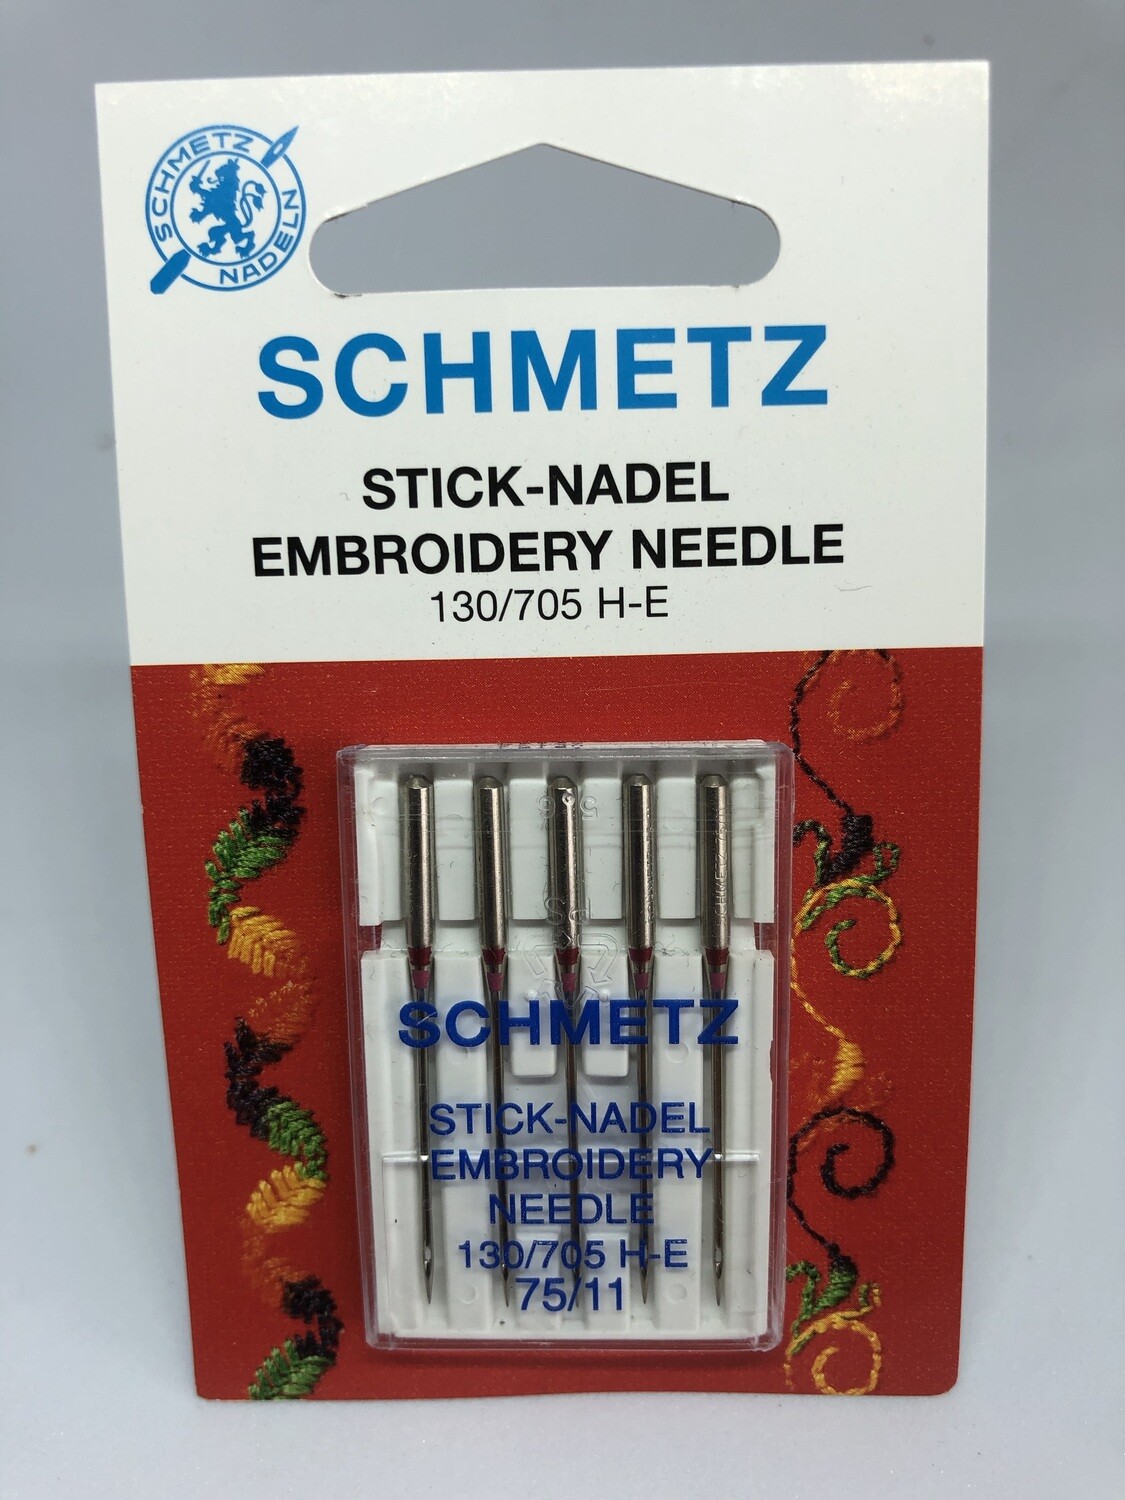 SCHMETZ
NADELN
SCHMETZ
STICK-NADEL
EMBROIDERY NEEDLE
130/705 H-E
SCHMETZ
STICK-NADEL
EMBROIDERY
NEEDLE
130/705 H-E
75/11